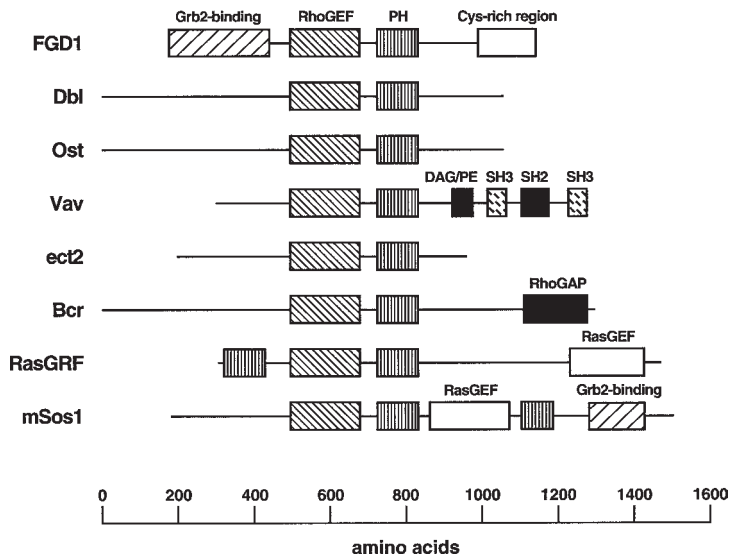 Grb2-binding RhoGEF PH Cys-rich region
FGD1
Dbl
Ost
DAG/PE SH3 SH2 SH3
Vav
ect2
RhoGAP
Bcr
RasGEF
RasGRF
RasGEF Grb2-binding
mSos1
0 200 400 600 800 1000 1200 1400 1600
amino acids